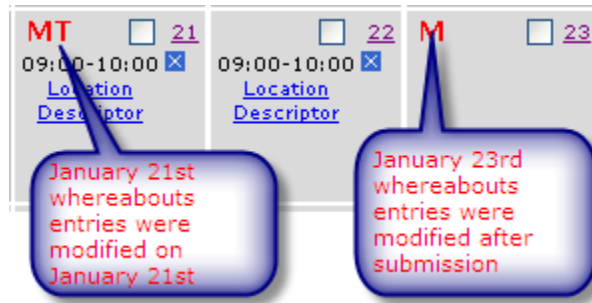 MT 21
09:00-10:00
Location
Descriptor
22
09:00-10:00
Location
Descriptor
M 23
January 21st
whereabouts
entries were
modified on
January 21st
January 23rd
whereabouts
entries were
modified after
submission